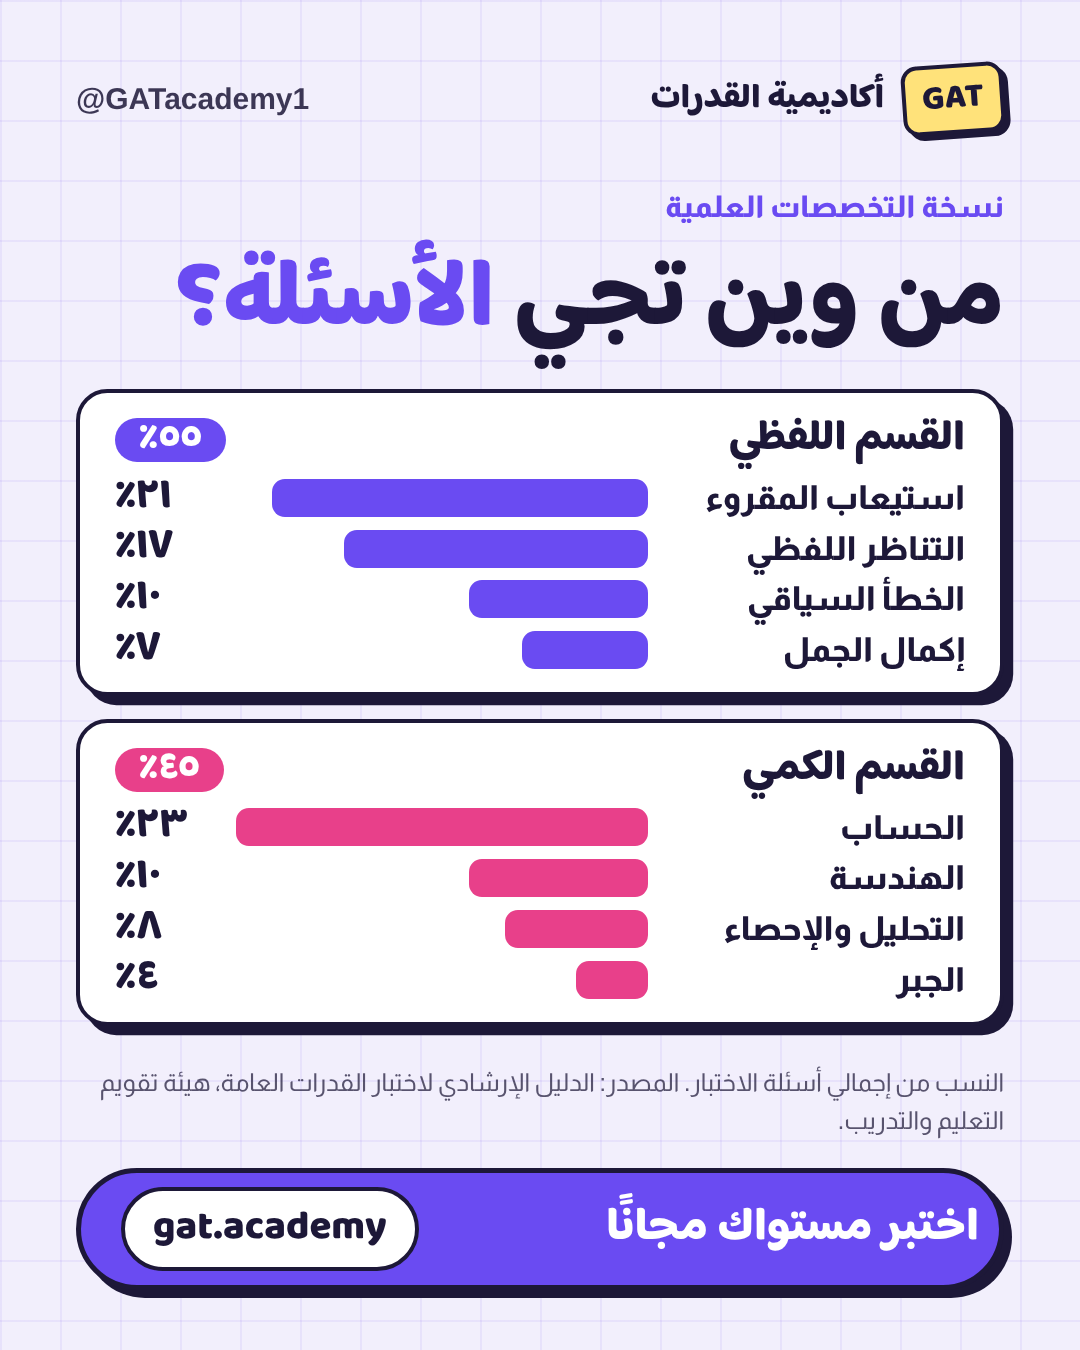 GAT
أكاديمية القدرات
@GATacademy1
نسخة التخصصات العلمية
من وين تجي الأسئلة؟
القسم اللفظي ٥٥٪
استيعاب المقروء ٢١٪
التناظر اللفظي ١٧٪
الخطأ السياقي ١٠٪
إكمال الجمل ٧٪
القسم الكمي ٤٥٪
الحساب ٢٣٪
الهندسة ١٠٪
التحليل والإحصاء ٨٪
الجبر ٤٪
النسب من إجمالي أسئلة الاختبار. المصدر: الدليل الإرشادي لاختبار القدرات العامة، هيئة تقويم
التعليم والتدريب.
اختبر مستواك مجانًا
gat.academy